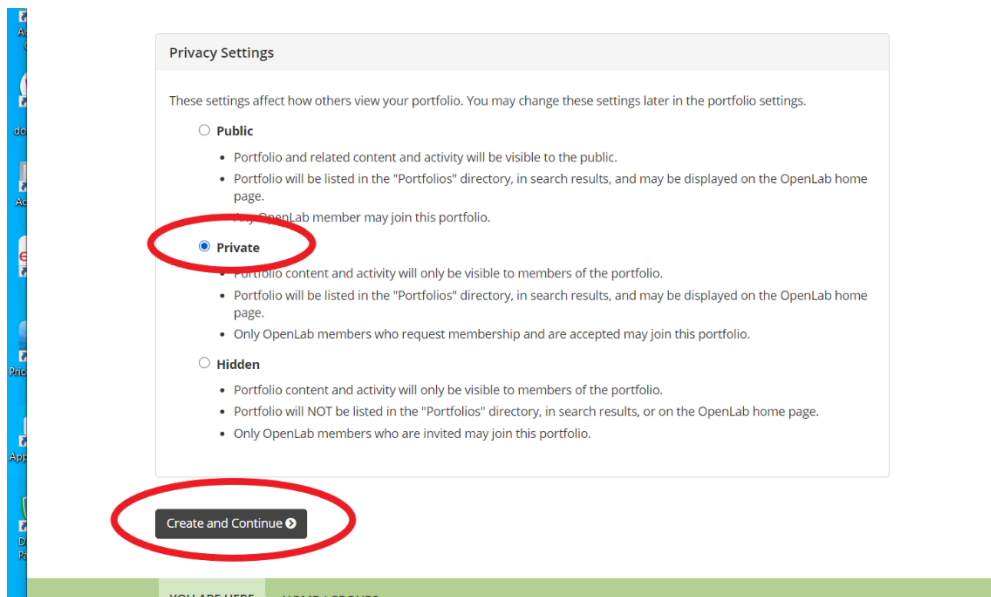 Privacy Settings
These settings affect how others view your portfolio. You may change these settings later in the portfolio settings.
Public
• Portfolio and related content and activity will be visible to the public.
• Portfolio will be listed in the "Portfolios" directory, in search results, and may be displayed on the OpenLab home
page.
• Any OpenLab member may join this portfolio.
Private
• Portfolio content and activity will only be visible to members of the portfolio.
• Portfolio will be listed in the "Portfolios" directory, in search results, and may be displayed on the OpenLab home
page.
• Only OpenLab members who request membership and are accepted may join this portfolio.
Hidden
• Portfolio content and activity will only be visible to members of the portfolio.
• Portfolio will NOT be listed in the "Portfolios" directory, in search results, or on the OpenLab home page.
• Only OpenLab members who are invited may join this portfolio.
Create and Continue
YOU ARE HERE